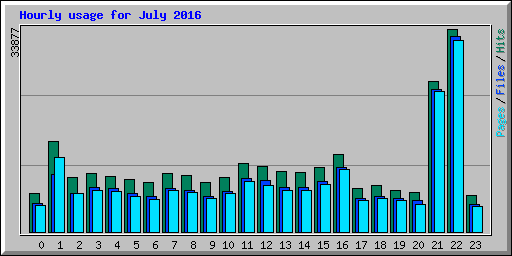 Hourly usage for July 2016
33877
Pages/Files/Hits
0 1 2 3 4 5 6 7 8 9 10 11 12 13 14 15 16 17 18 19 20 21 22 23